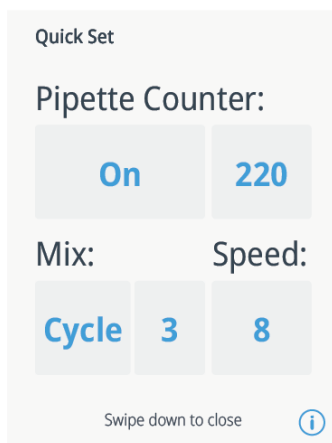 Quick Set
Pipette Counter:
On 220
Mix: Speed:
Cycle 3 8
Swipe down to close
i